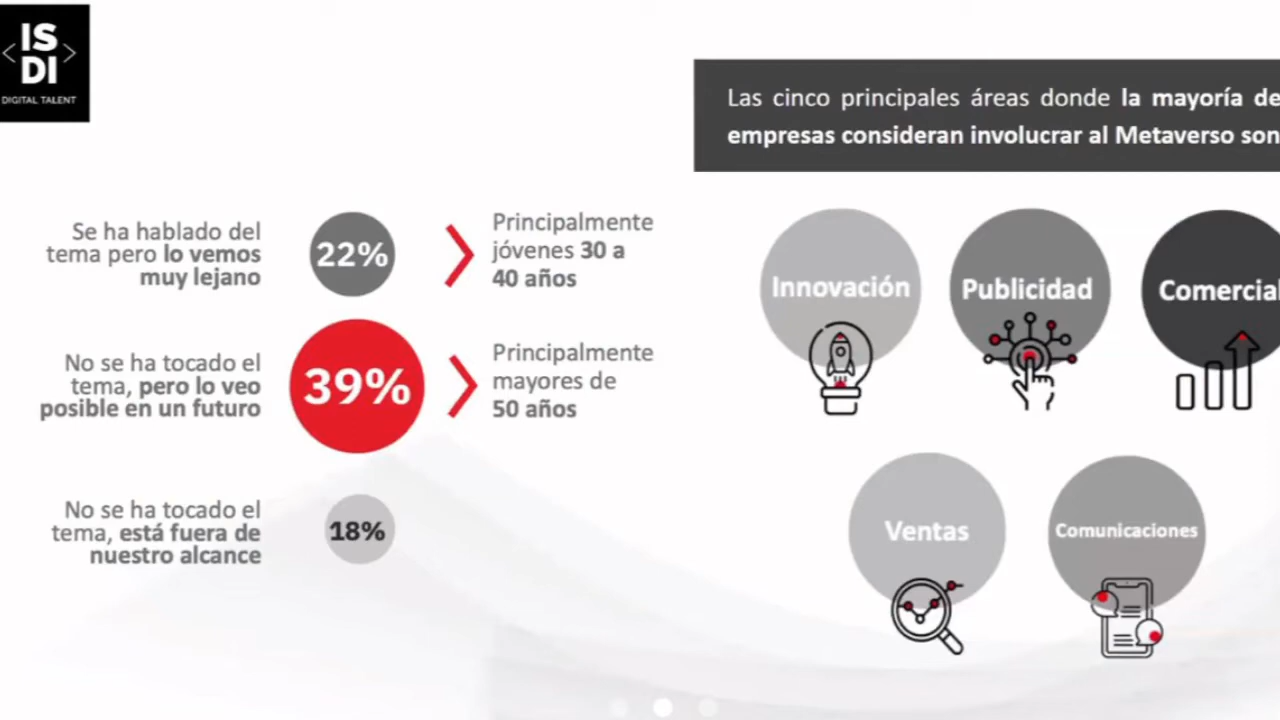 IS
DI
DIGITAL TALENT
Las cinco principales áreas donde la mayoría de
empresas consideran involucrar al Metaverso son
Se ha hablado del
tema pero lo vemos
muy lejano
22%
Principalmente
jóvenes 30 a
40 años
No se ha tocado el
tema, pero lo veo
posible en un futuro
39%
Principalmente
mayores de
50 años
No se ha tocado el
tema, está fuera de
nuestro alcance
18%
Innovación
Publicidad
Comercial
Ventas
Comunicaciones